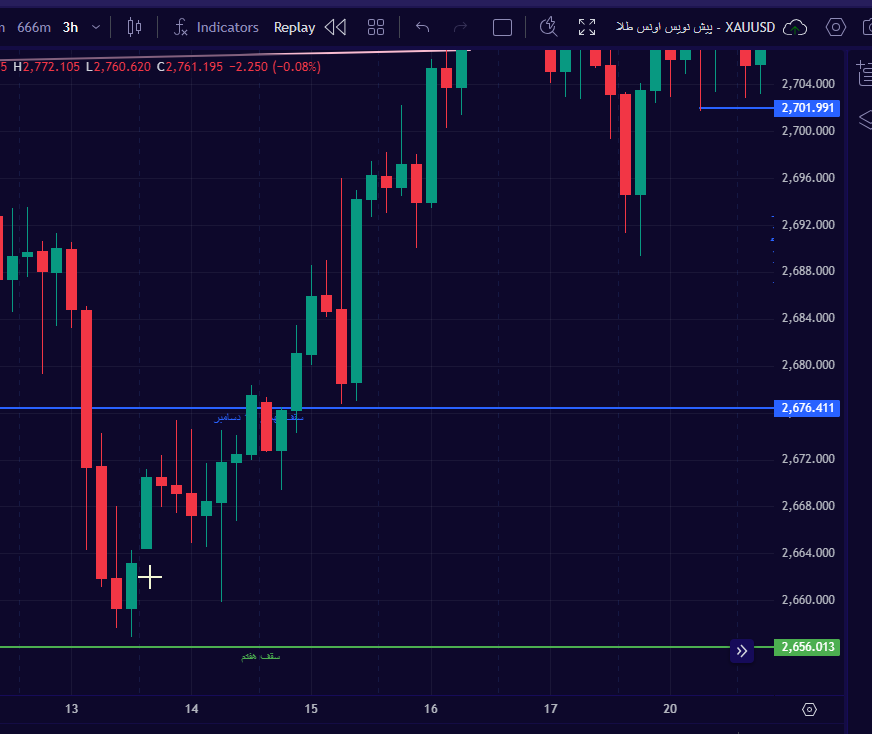 666m 3h Indicators Replay پیش نویس اونس طلا - XAUUSD
5 H2,772.105 L2,760.620 C2,761.195 −2.250 (−0.08%)
2,704.000
2,701.991
2,700.000
2,696.000
2,692.000
2,688.000
2,684.000
2,680.000
2,676.411
سقف دسامبر
2,672.000
2,668.000
2,664.000
2,660.000
2,656.013
سقف هفتم
13 14 15 16 17 20